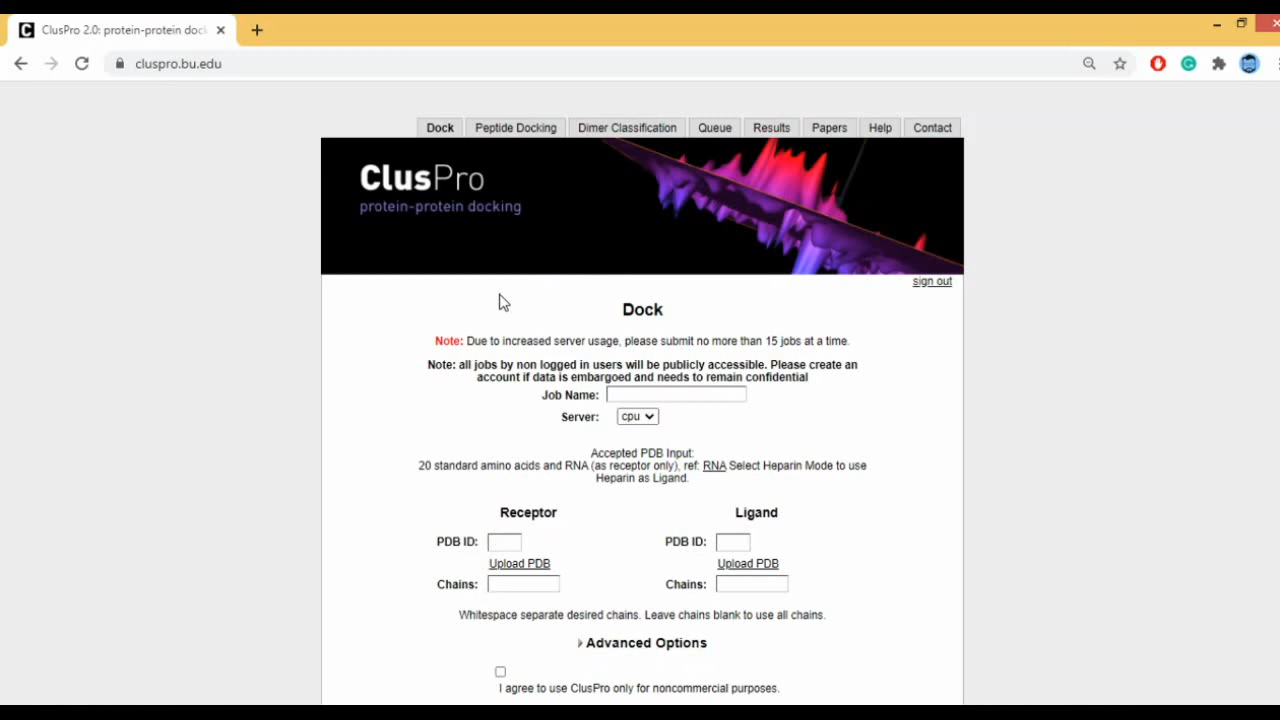 ClusPro 2.0: protein-protein doc
cluspro.bu.edu
Dock Peptide Docking Dimer Classification Queue Results Papers Help Contact
ClusPro
protein-protein docking
sign out
Dock
Note: Due to increased server usage, please submit no more than 15 jobs at a time.
Note: all jobs by non logged in users will be publicly accessible. Please create an
account if data is embargoed and needs to remain confidential
Job Name:
Server: cpu
Accepted PDB Input:
20 standard amino acids and RNA (as receptor only), ref: RNA Select Heparin Mode to use
Heparin as Ligand.
Receptor Ligand
PDB ID: PDB ID:
Upload PDB Upload PDB
Chains: Chains:
Whitespace separate desired chains. Leave chains blank to use all chains.
Advanced Options
I agree to use ClusPro only for noncommercial purposes.